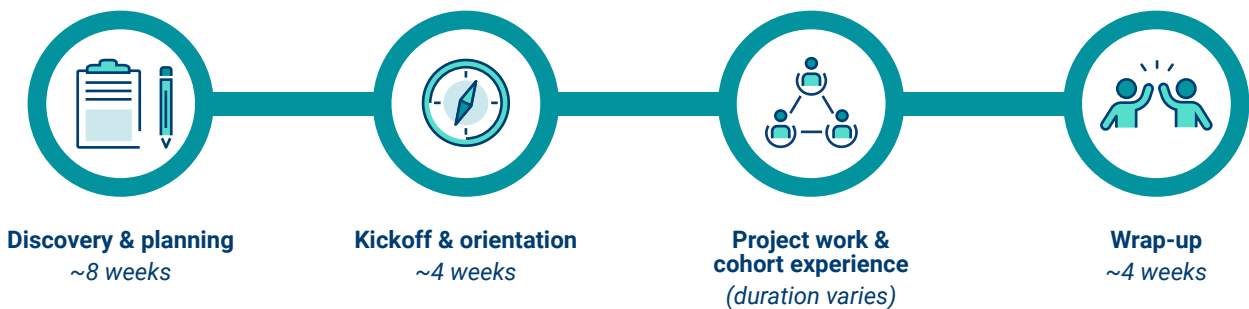 Discovery & planning
~8 weeks
Kickoff & orientation
~4 weeks
Project work &
cohort experience
(duration varies)
Wrap-up
~4 weeks